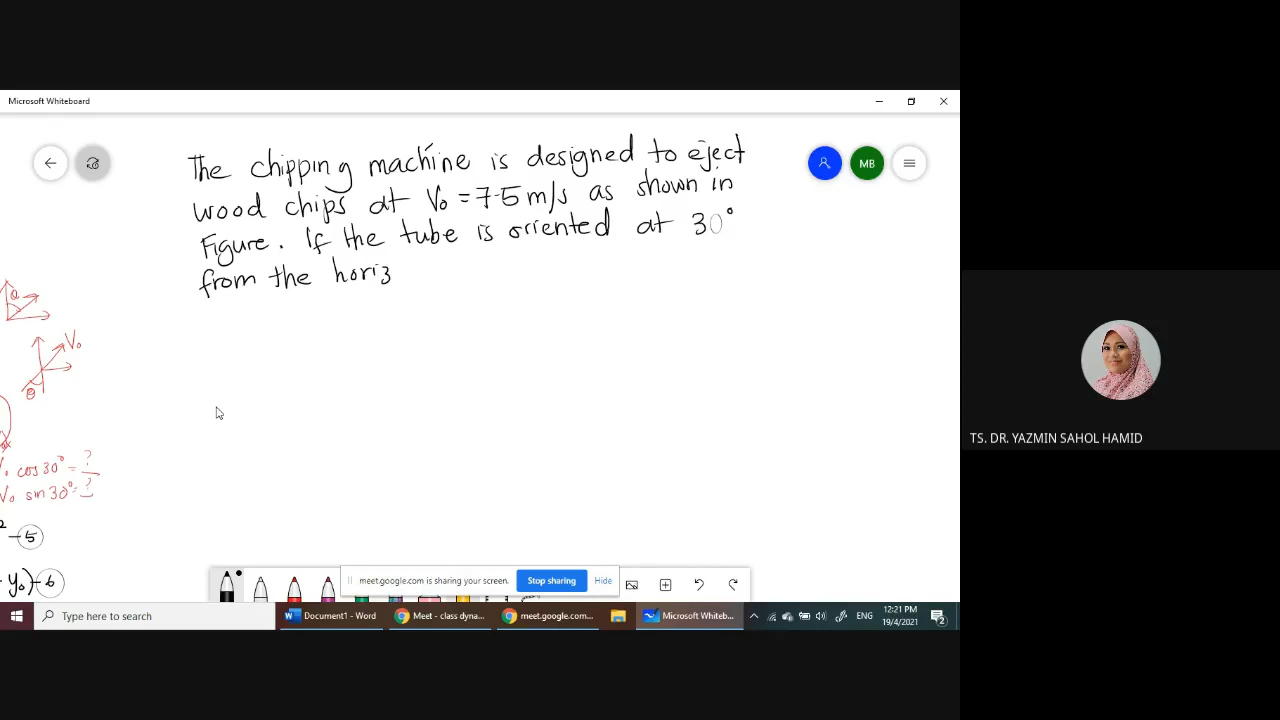 Microsoft Whiteboard
MB
The chipping machine is designed to eject
wood chips at V₀ = 7.5 m/s as shown in
Figure. If the tube is oriented at 30°
from the horiz
θ
V₀
θ
cos 30° = ?
V₀ sin 30° = ?
² - 5
y₀) - 6
meet.google.com is sharing your screen.
Stop sharing
Hide
TS. DR. YAZMIN SAHOL HAMID
Type here to search
Document1 - Word
Meet - class dyna...
meet.google.com...
Microsoft Whiteb...
ENG
12:21 PM
19/4/2021
2